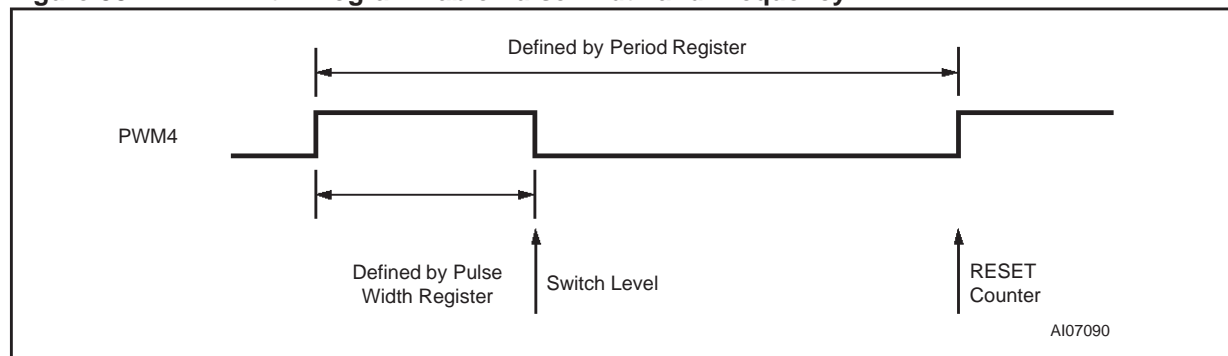 Defined by Period Register
PWM4
Defined by Pulse
Width Register
Switch Level
RESET
Counter
AI07090